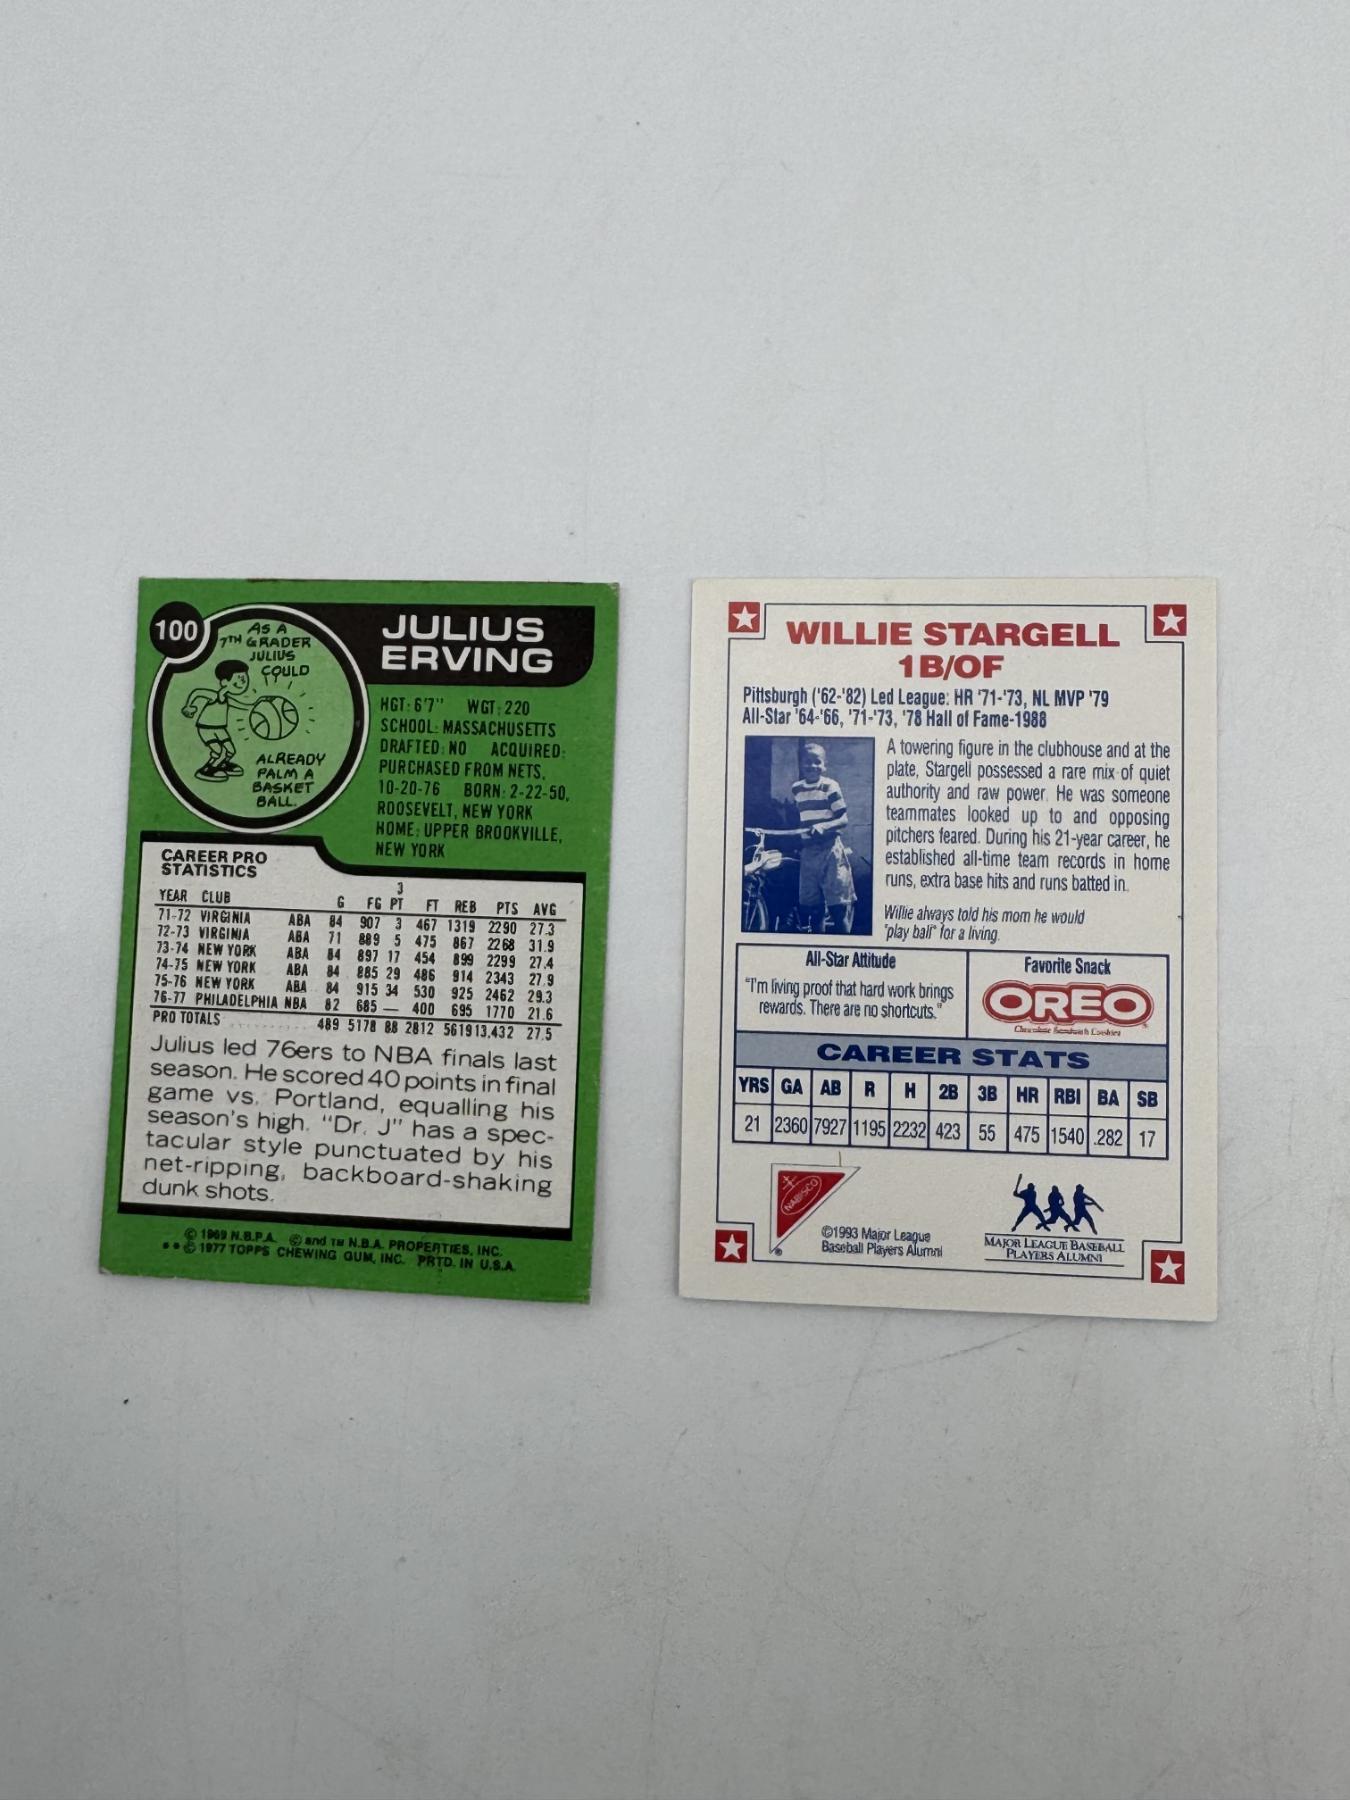 100
AS A
7TH GRADER
JULIUS
COULD
ALREADY
PALM A
BASKET
BALL.
JULIUS
ERVING
HGT: 6'7" WGT: 220
SCHOOL: MASSACHUSETTS
DRAFTED: NO ACQUIRED:
PURCHASED FROM NETS,
10-20-76 BORN: 2-22-50,
ROOSEVELT, NEW YORK
HOME: UPPER BROOKVILLE,
NEW YORK
CAREER PRO
STATISTICS
YEAR CLUB G FG 3 PT FT REB PTS AVG
71-72 VIRGINIA ABA 84 907 3 467 1319 2290 27.3
72-73 VIRGINIA ABA 71 889 5 475 867 2268 31.9
73-74 NEW YORK ABA 84 897 17 454 899 2299 27.4
74-75 NEW YORK ABA 84 885 29 486 914 2343 27.9
75-76 NEW YORK ABA 84 915 34 530 925 2462 29.3
76-77 PHILADELPHIA NBA 82 685 — 400 695 1770 21.6
PRO TOTALS 489 5178 88 2812 5619 13,432 27.5
Julius led 76ers to NBA finals last
season. He scored 40 points in final
game vs. Portland, equalling his
season's high. "Dr. J" has a spec-
tacular style punctuated by his
net-ripping, backboard-shaking
dunk shots.
© 1969 N.B.P.A. © and TM N.B.A. PROPERTIES, INC.
* * © 1977 TOPPS CHEWING GUM, INC. PRTD. IN U.S.A.
WILLIE STARGELL
1B/OF
Pittsburgh ('62-'82) Led League: HR '71-'73, NL MVP '79
All-Star '64-'66, '71-'73, '78 Hall of Fame-1988
A towering figure in the clubhouse and at the
plate, Stargell possessed a rare mix of quiet
authority and raw power. He was someone
teammates looked up to and opposing
pitchers feared. During his 21-year career, he
established all-time team records in home
runs, extra base hits and runs batted in.
Willie always told his mom he would
"play ball" for a living.
All-Star Attitude
"I'm living proof that hard work brings
rewards. There are no shortcuts."
Favorite Snack
OREO
Chocolate Sandwich Cookies
CAREER STATS
YRS GA AB R H 2B 3B HR RBI BA SB
21 2360 7927 1195 2232 423 55 475 1540 .282 17
NABISCO
®
©1993 Major League
Baseball Players Alumni
MAJOR LEAGUE BASEBALL
PLAYERS ALUMNI